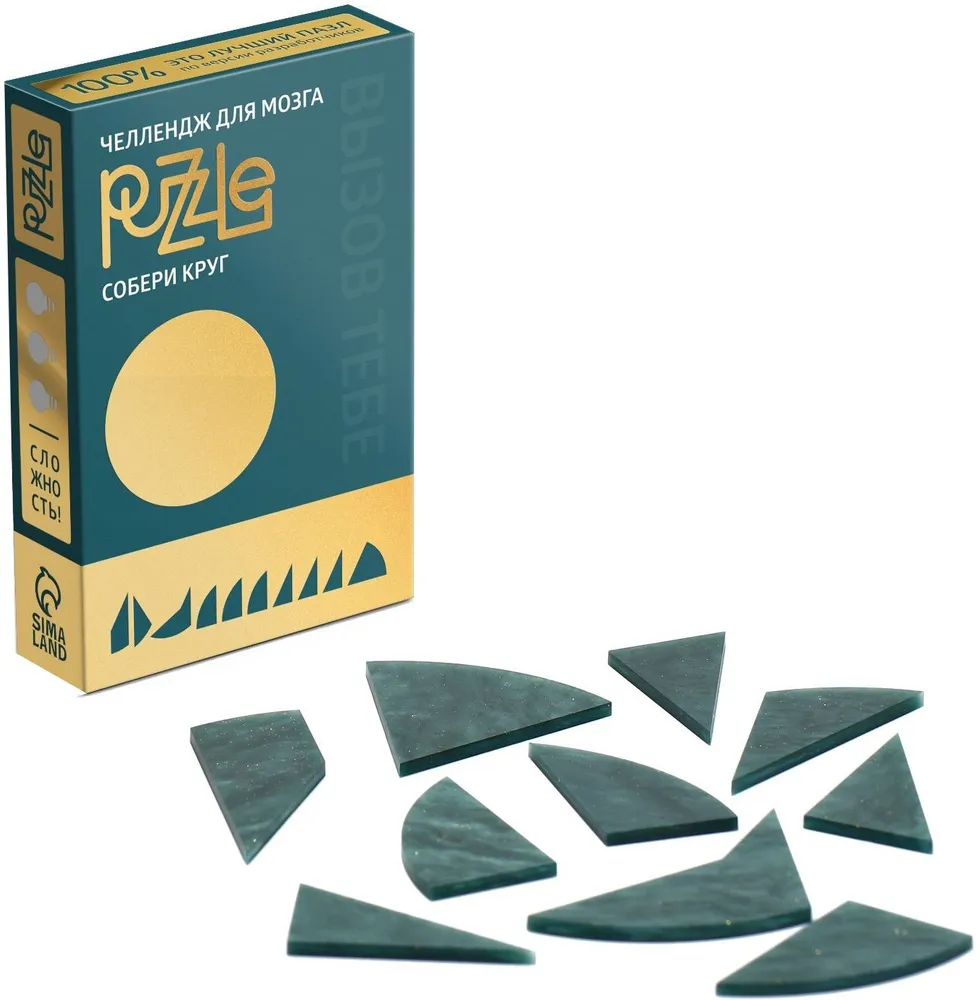 100% ЭТО ЛУЧШИЙ ПАЗЛ
по версии разработчиков
ЧЕЛЛЕНДЖ ДЛЯ МОЗГА
PUZZLE
СОБЕРИ КРУГ
ВЫЗОВ ТЕБЕ
PUZZLE
СЛО
ЖНО
СТЬ!
SIMA
LAND